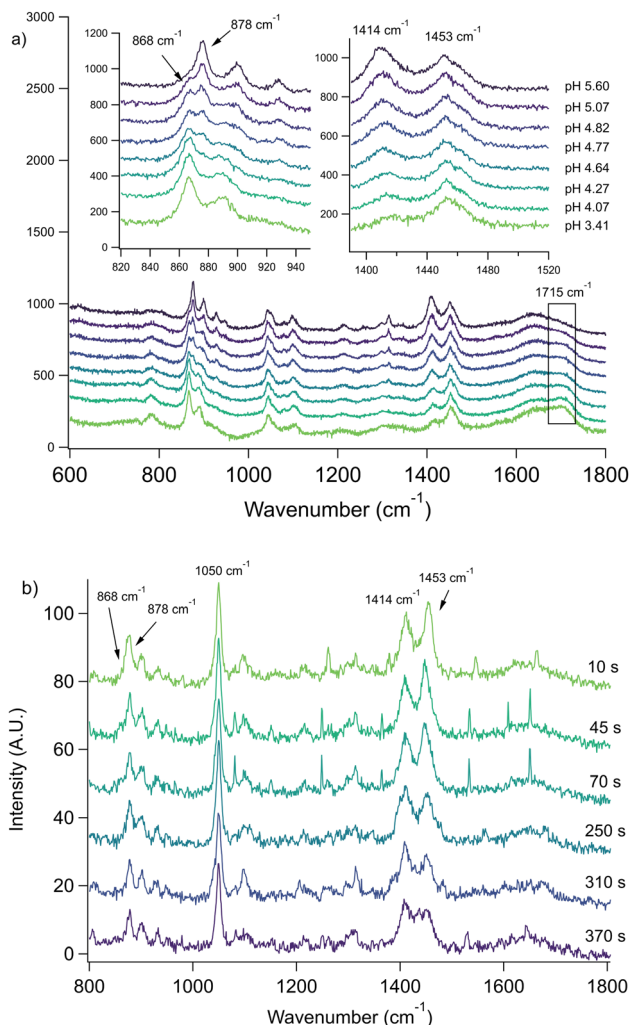 a)
3000
2500
2000
1500
1000
500
0
600 800 1000 1200 1400 1600 1800
Wavenumber (cm-1)
868 cm-1
878 cm-1
1200
1000
800
600
400
200
0
820 840 860 880 900 920 940
1414 cm-1
1453 cm-1
1000
800
600
400
200
1400 1440 1480 1520
pH 5.60
pH 5.07
pH 4.82
pH 4.77
pH 4.64
pH 4.27
pH 4.07
pH 3.41
1715 cm-1
b)
868 cm-1
878 cm-1
1050 cm-1
1414 cm-1
1453 cm-1
100
80
60
40
20
0
Intensity (A.U.)
10 s
45 s
70 s
250 s
310 s
370 s
800 1000 1200 1400 1600 1800
Wavenumber (cm-1)